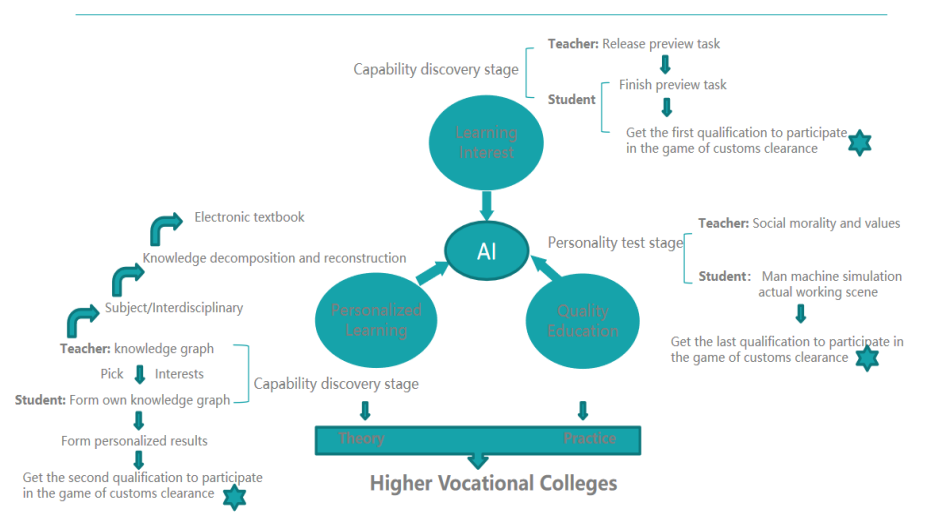 Teacher: Release preview task
Capability discovery stage
Finish preview task
Student
Get the first qualification to participate
in the game of customs clearance
Learning
Interest
Electronic textbook
Knowledge decomposition and reconstruction
Subject/Interdisciplinary
AI
Personality test stage
Teacher: Social morality and values
Student: Man machine simulation
actual working scene
Get the last qualification to participate in
the game of customs clearance
Personalized
Learning
Quality
Education
Teacher: knowledge graph
Pick Interests
Capability discovery stage
Student: Form own knowledge graph
Form personalized results
Get the second qualification to participate
in the game of customs clearance
Theory Practice
Higher Vocational Colleges